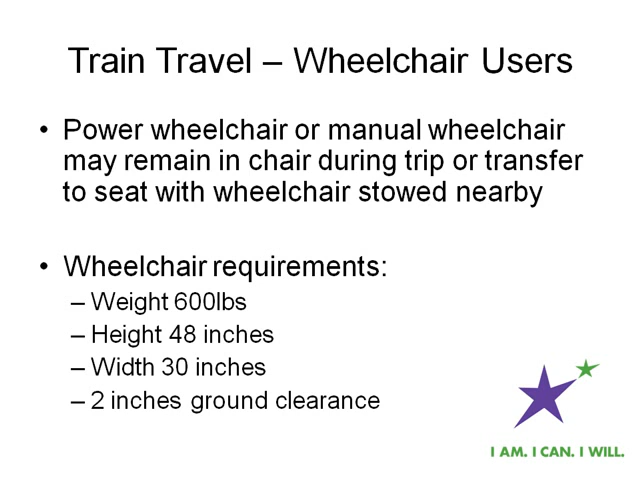 Train Travel – Wheelchair Users
• Power wheelchair or manual wheelchair
may remain in chair during trip or transfer
to seat with wheelchair stowed nearby
• Wheelchair requirements:
– Weight 600lbs
– Height 48 inches
– Width 30 inches
– 2 inches ground clearance
I AM. I CAN. I WILL.